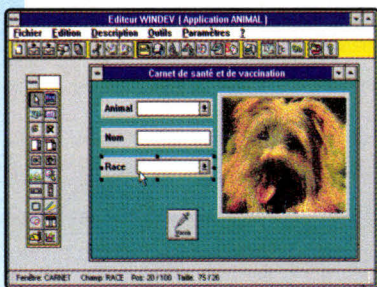 Editeur WINDEV ( Application ANIMAL )
Fichier Edition Description Outils Paramètres ?
Carnet de santé et de vaccination
Animal
Nom
Race
Fenêtre: CARNET Champ: RACE Pos: 20/100 Taille: 75/26